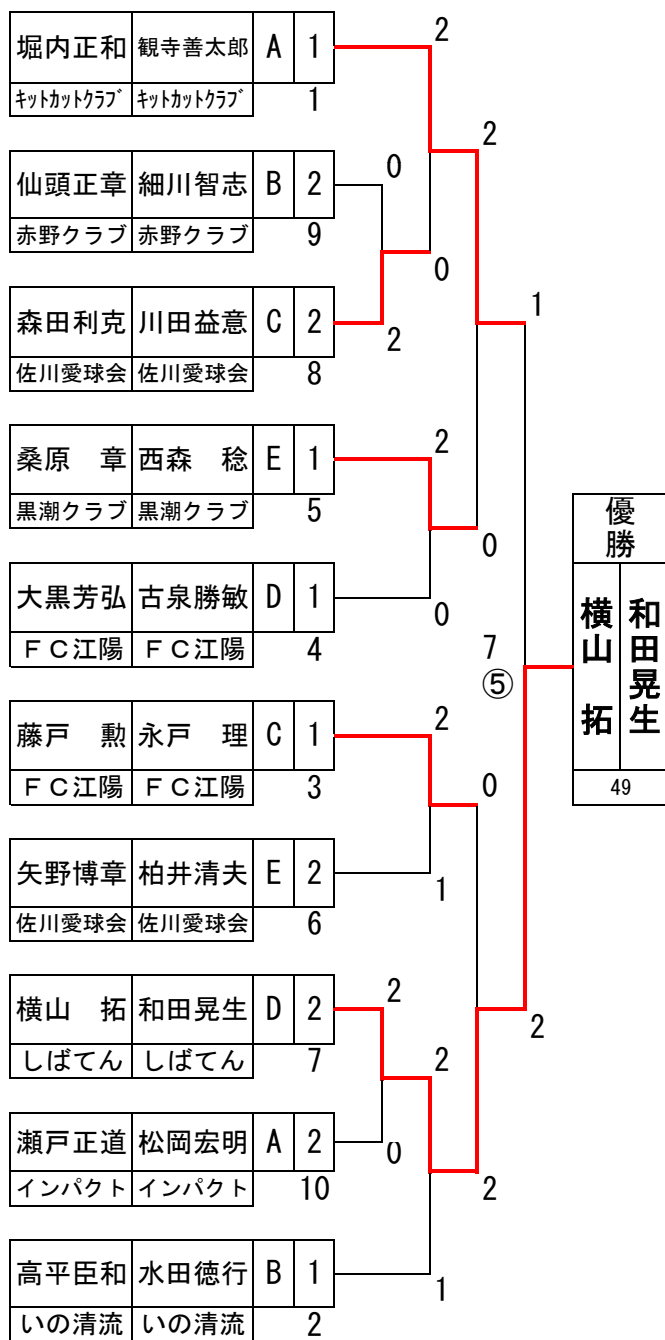 堀内正和 観寺善太郎 A 1
ｷｯﾄｶｯﾄｸﾗﾌﾞ ｷｯﾄｶｯﾄｸﾗﾌﾞ 1
2
2
0
仙頭正章 細川智志 B 2
赤野クラブ 赤野クラブ 9
0
森田利克 川田益意 C 2
佐川愛球会 佐川愛球会 8
2
1
桑原　章 西森　稔 E 1
黒潮クラブ 黒潮クラブ 5
2
0
大黒芳弘 古泉勝敏 D 1
ＦＣ江陽 ＦＣ江陽 4
0
7
⑤
優勝
横山　拓 和田晃生
49
藤戸　勲 永戸　理 C 1
ＦＣ江陽 ＦＣ江陽 3
2
0
矢野博章 柏井清夫 E 2
佐川愛球会 佐川愛球会 6
1
横山　拓 和田晃生 D 2
しばてん しばてん 7
2
2
2
瀬戸正道 松岡宏明 A 2
インパクト インパクト 10
0
2
高平臣和 水田徳行 B 1
いの清流 いの清流 2
1